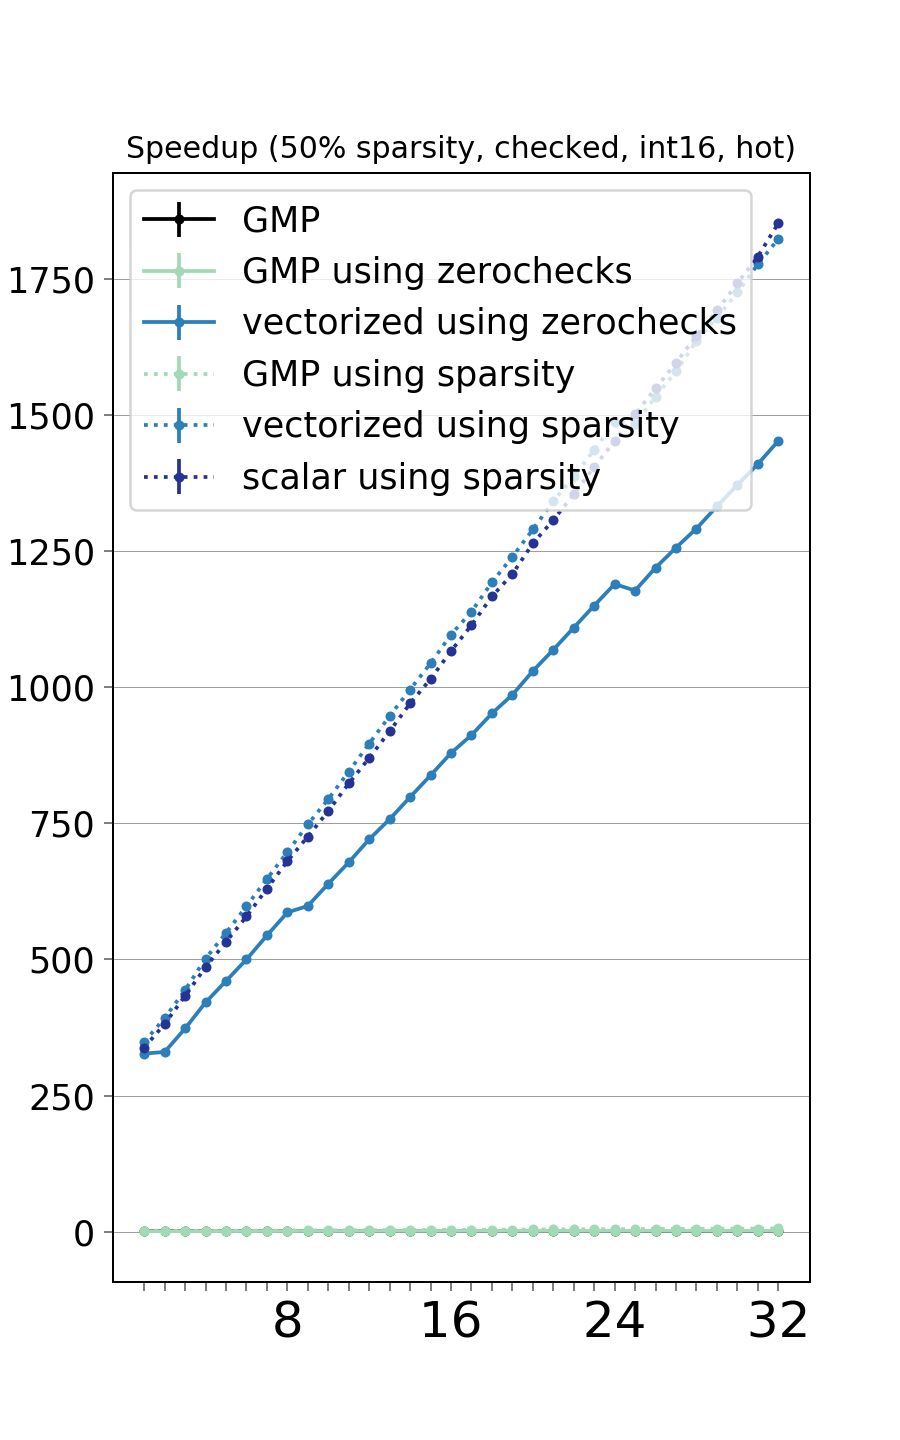 Speedup (50% sparsity, checked, int16, hot)
GMP
GMP using zerochecks
vectorized using zerochecks
GMP using sparsity
vectorized using sparsity
scalar using sparsity
1750
1500
1250
1000
750
500
250
0
8 16 24 32